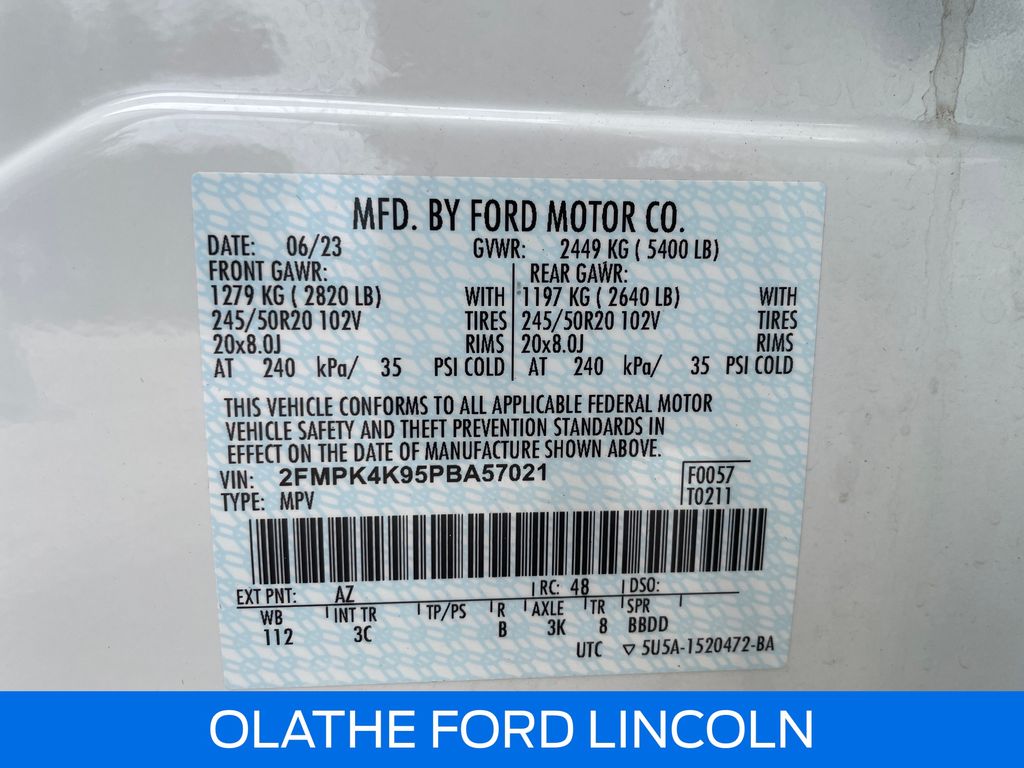 MFD. BY FORD MOTOR CO.
DATE: 06/23 GVWR: 2449 KG ( 5400 LB)
FRONT GAWR: REAR GAWR:
1279 KG ( 2820 LB) WITH 1197 KG ( 2640 LB) WITH
245/50R20 102V TIRES 245/50R20 102V TIRES
20x8.0J RIMS 20x8.0J RIMS
AT 240 kPa/ 35 PSI COLD AT 240 kPa/ 35 PSI COLD
THIS VEHICLE CONFORMS TO ALL APPLICABLE FEDERAL MOTOR
VEHICLE SAFETY AND THEFT PREVENTION STANDARDS IN
EFFECT ON THE DATE OF MANUFACTURE SHOWN ABOVE.
VIN: 2FMPK4K95PBA57021 F0057
TYPE: MPV T0211
EXT PNT: AZ RC: 48 DSO:
WB INT TR TP/PS R AXLE TR SPR
112 3C B 3K 8 BBDD
UTC ▽ 5U5A-1520472-BA
OLATHE FORD LINCOLN